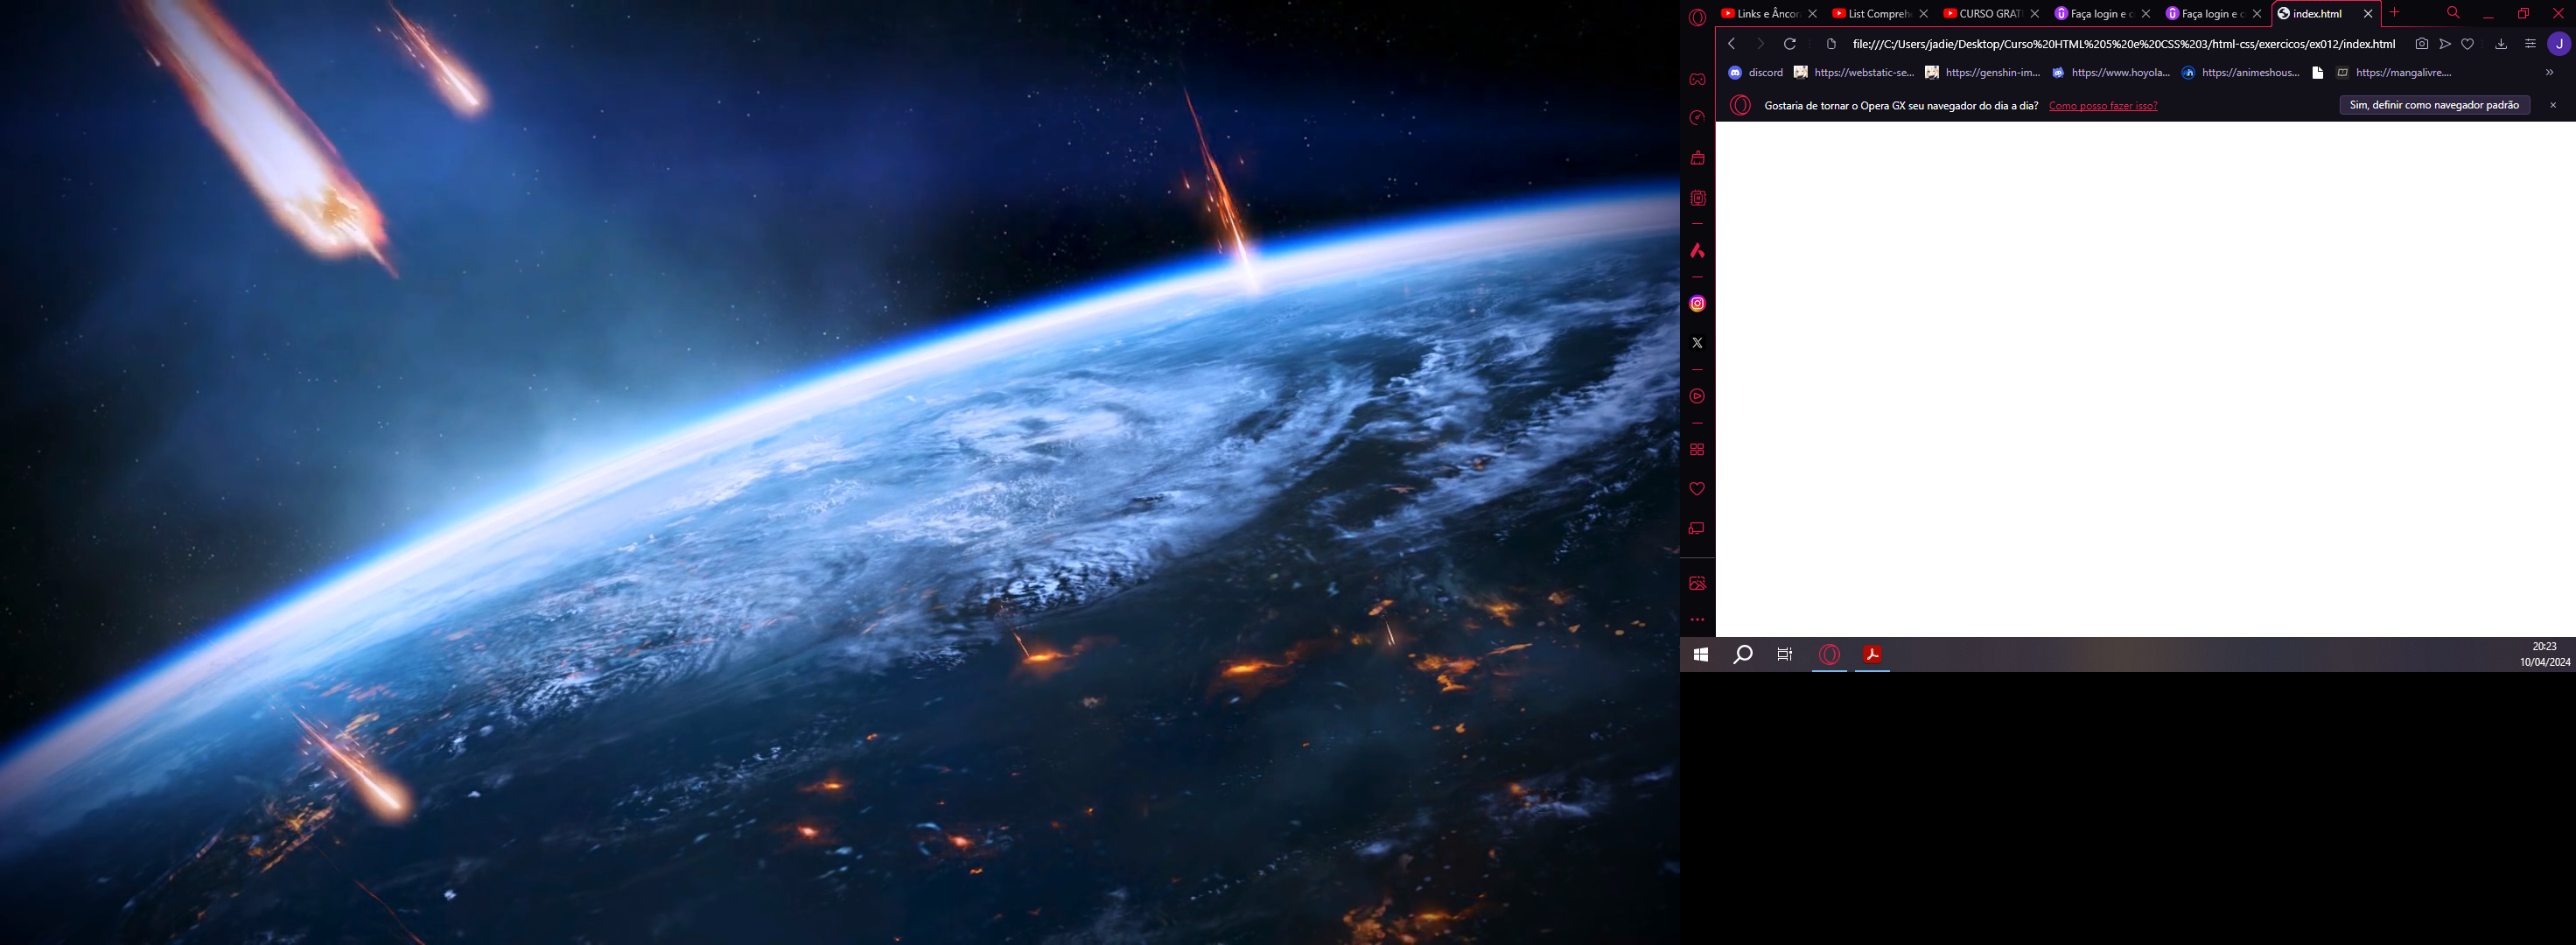 Links e Âncor
List Compreh
CURSO GRAT
Faça login e c
Faça login e c
index.html
file:///C:/Users/jadie/Desktop/Curso%20HTML%205%20e%20CSS%203/html-css/exercicos/ex012/index.html
J
discord
https://webstatic-se...
https://genshin-im...
https://www.hoyola...
https://animeshous...
https://mangalivre....
Gostaria de tornar o Opera GX seu navegador do dia a dia?
Como posso fazer isso?
Sim, definir como navegador padrão
20:23
10/04/2024